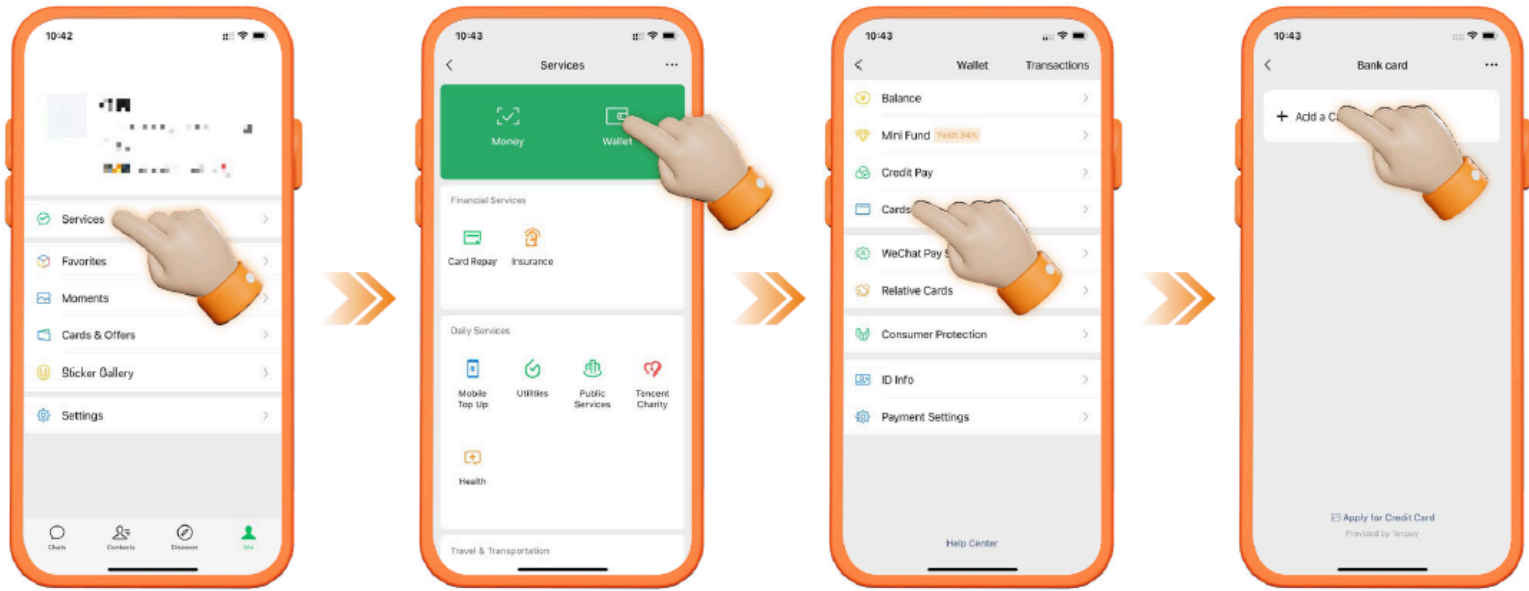 10:42
Services
Favorites
Moments
Cards & Offers
Sticker Gallery
Settings
Chats
Contacts
Discover
Me
10:43
Services
Money
Wallet
Financial Services
Card Repay
Insurance
Daily Services
Mobile Top Up
Utilities
Public Services
Tencent Charity
Health
Travel & Transportation
10:43
Wallet
Transactions
Balance
Mini Fund
Credit Pay
Cards
WeChat Pay S
Relative Cards
Consumer Protection
ID Info
Payment Settings
Help Center
10:43
Bank card
+ Add a C
Apply for Credit Card
Provided by Tenpay